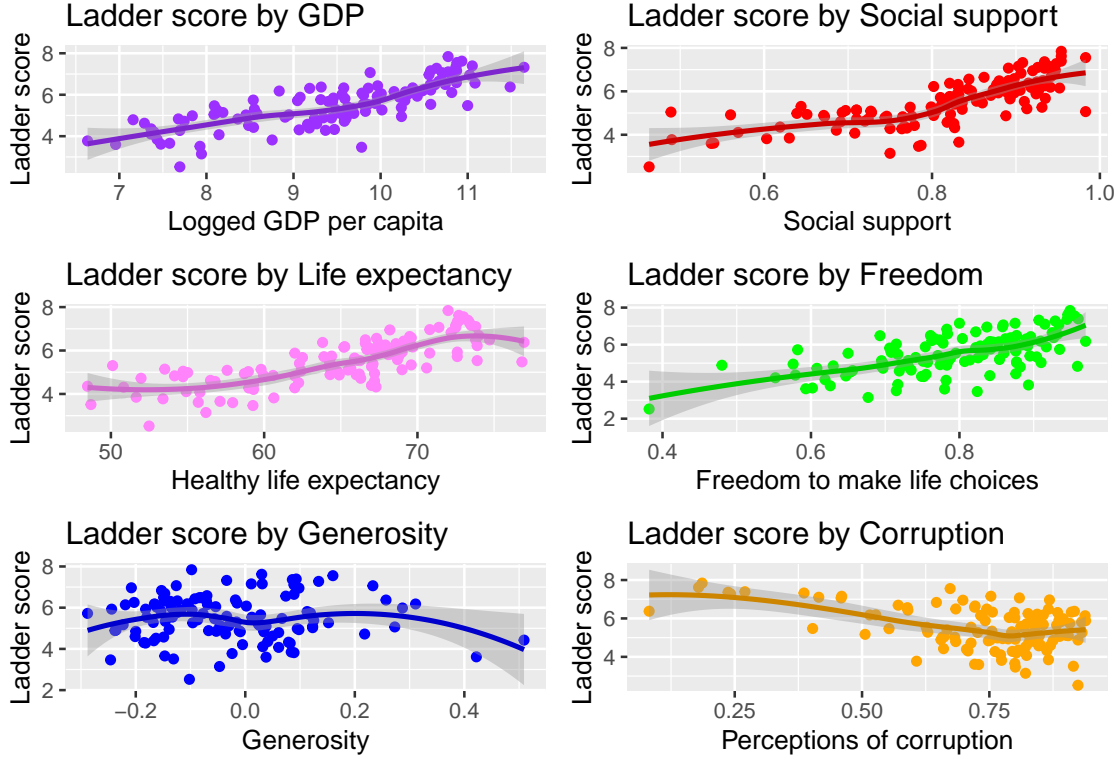 Ladder score by GDP
Ladder score
8
6
4
7 8 9 10 11
Logged GDP per capita
Ladder score by Social support
Ladder score
8
6
4
0.6 0.8 1.0
Social support
Ladder score by Life expectancy
Ladder score
8
6
4
50 60 70
Healthy life expectancy
Ladder score by Freedom
Ladder score
8
6
4
2
0.4 0.6 0.8
Freedom to make life choices
Ladder score by Generosity
Ladder score
8
6
4
2
−0.2 0.0 0.2 0.4
Generosity
Ladder score by Corruption
Ladder score
8
6
4
0.25 0.50 0.75
Perceptions of corruption